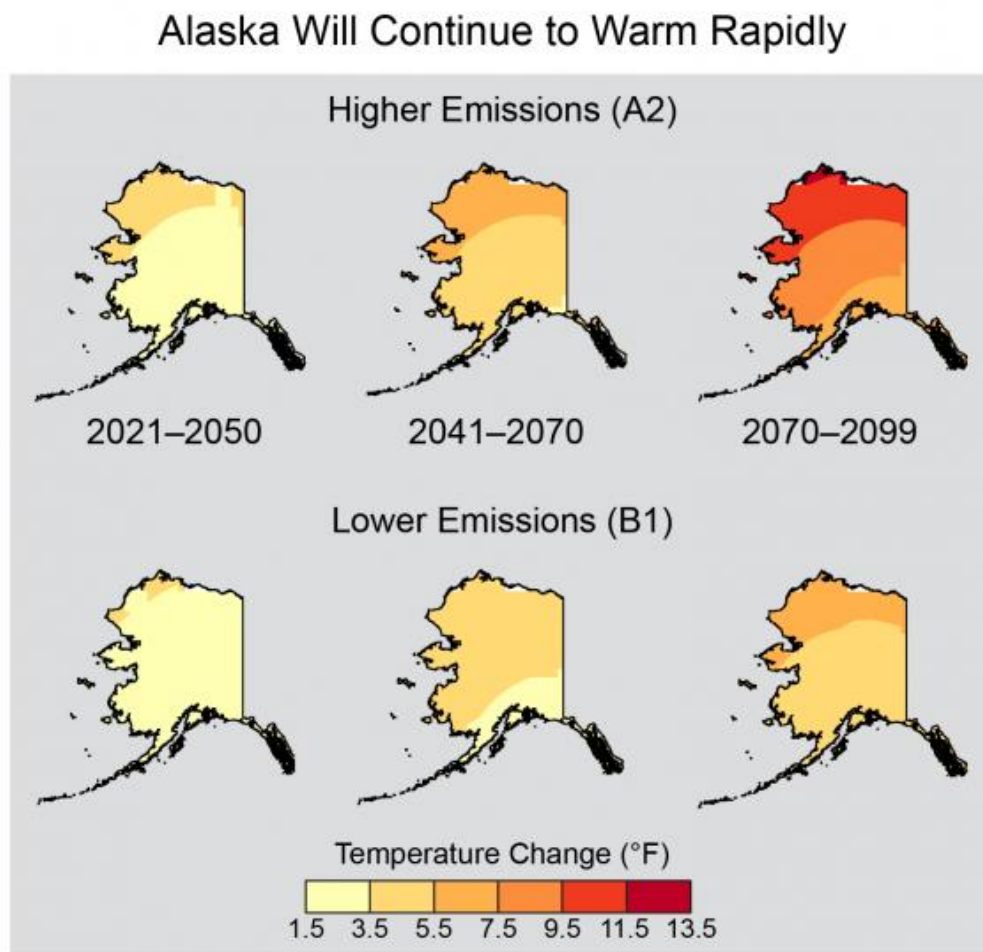 Alaska Will Continue to Warm Rapidly
Higher Emissions (A2)
2021–2050 2041–2070 2070–2099
Lower Emissions (B1)
Temperature Change (°F)
1.5 3.5 5.5 7.5 9.5 11.5 13.5